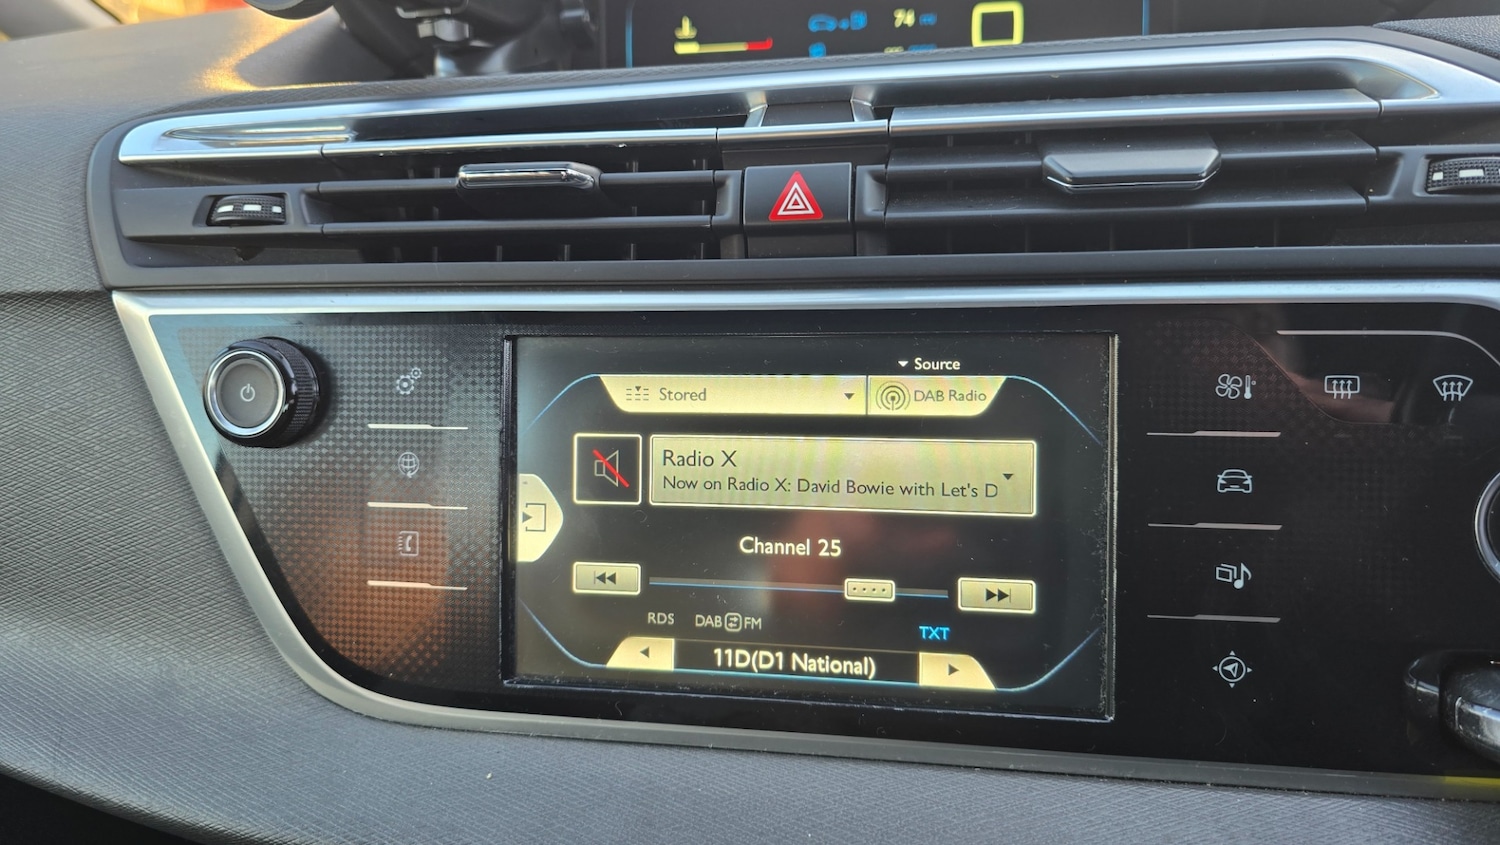 74
Source
Stored
DAB Radio
Radio X
Now on Radio X: David Bowie with Let's D
Channel 25
RDS DAB FM
TXT
11D(D1 National)